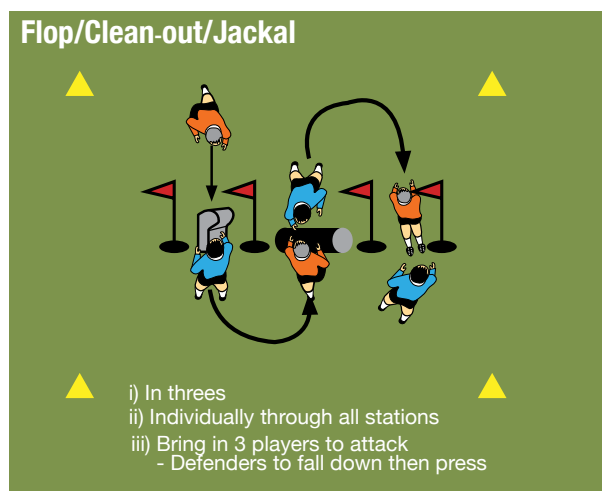 Flop/Clean-out/Jackal
i) In threes
ii) Individually through all stations
iii) Bring in 3 players to attack
- Defenders to fall down then press